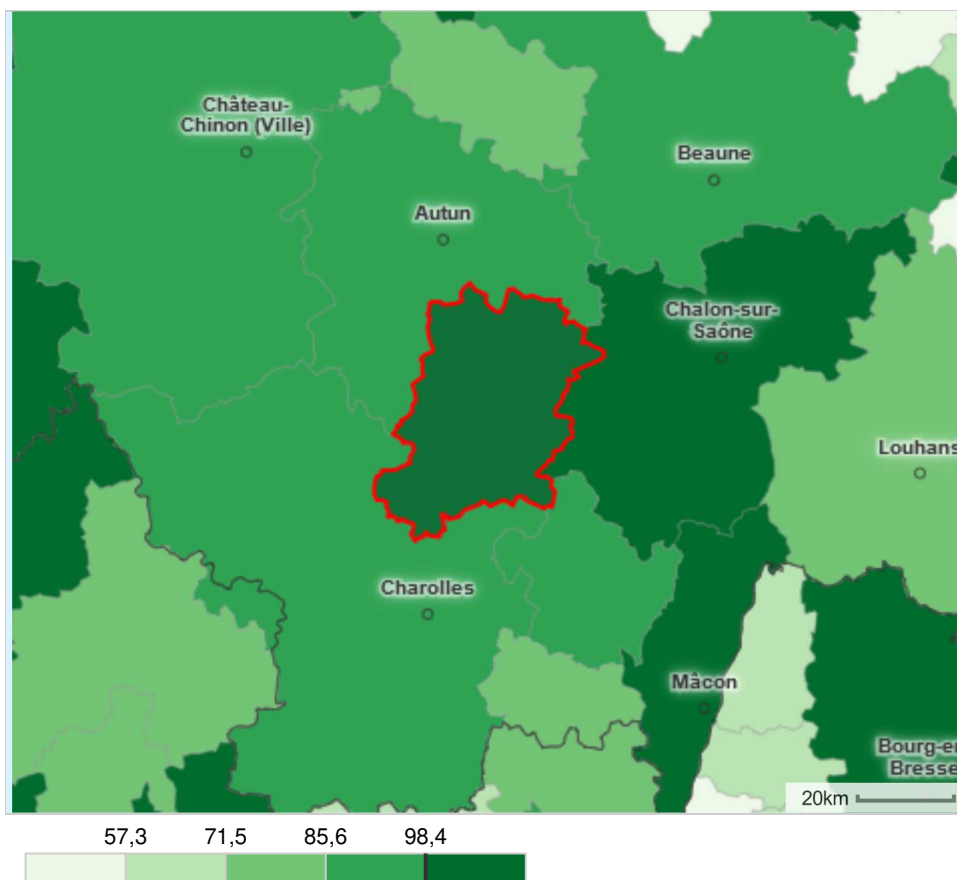 Château-
Chinon (Ville)
Beaune
Autun
Chalon-sur-
Saône
Louhans
Charolles
Mâcon
Bourg-en
Bresse
20km
57,3 71,5 85,6 98,4